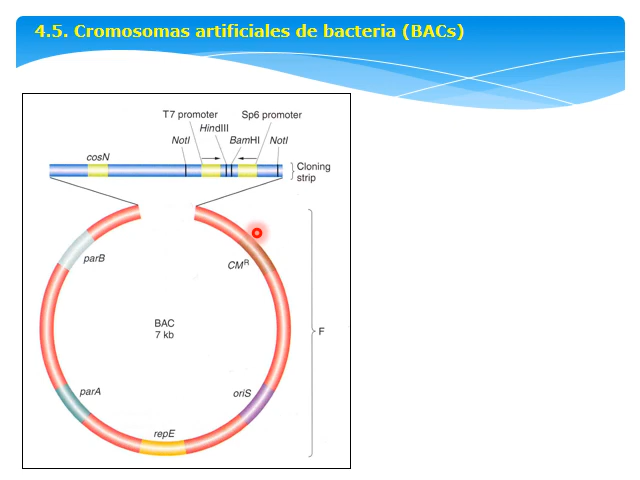 4.5. Cromosomas artificiales de bacteria (BACs)
T7 promoter
Sp6 promoter
HindIII
NotI
BamHI
NotI
cosN
Cloning
strip
parB
CMR
BAC
7 kb
F
parA
oriS
repE